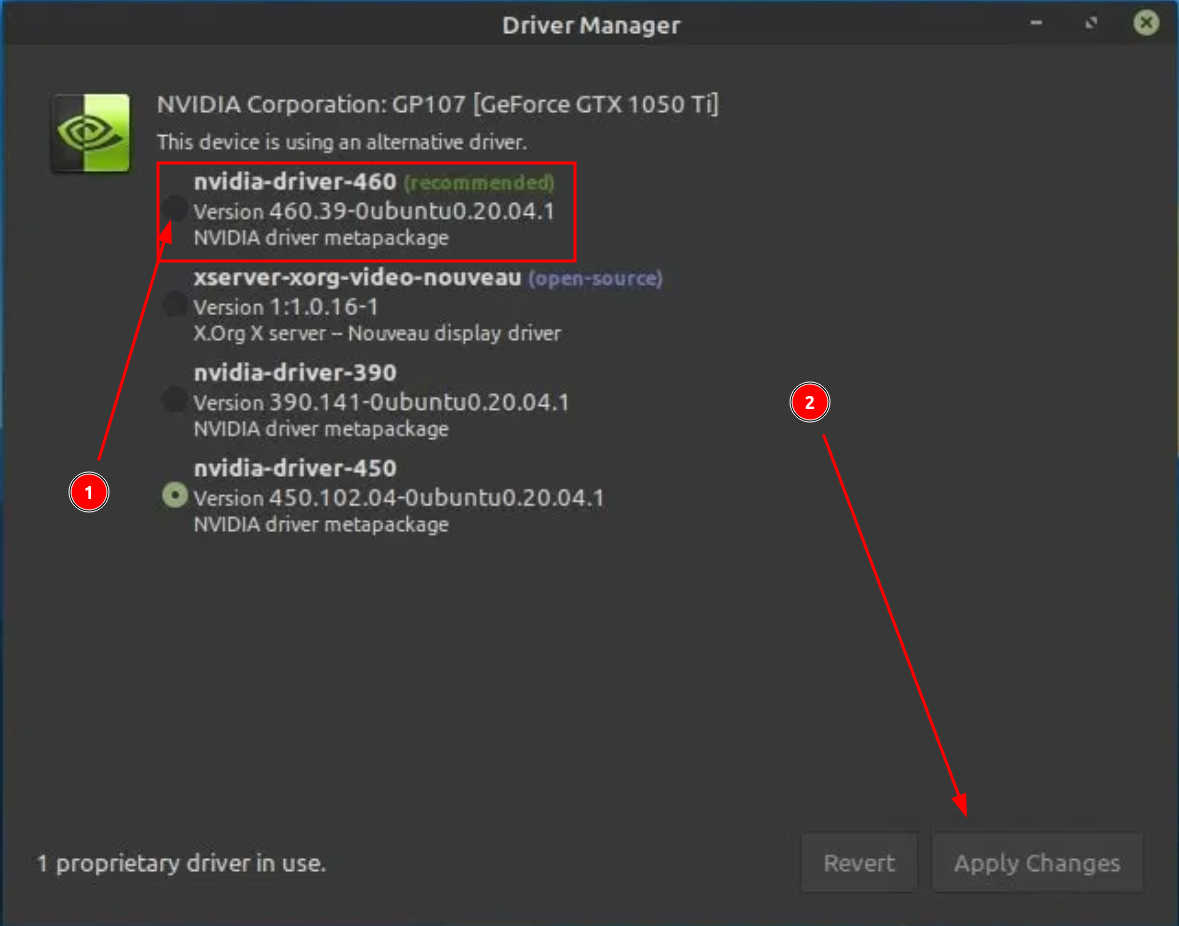 Driver Manager
NVIDIA Corporation: GP107 [GeForce GTX 1050 Ti]
This device is using an alternative driver.
nvidia-driver-460 (recommended)
Version 460.39-0ubuntu0.20.04.1
NVIDIA driver metapackage
xserver-xorg-video-nouveau (open-source)
Version 1:1.0.16-1
X.Org X server -- Nouveau display driver
nvidia-driver-390
Version 390.141-0ubuntu0.20.04.1
NVIDIA driver metapackage
2
nvidia-driver-450
1
Version 450.102.04-0ubuntu0.20.04.1
NVIDIA driver metapackage
1 proprietary driver in use.
Revert
Apply Changes